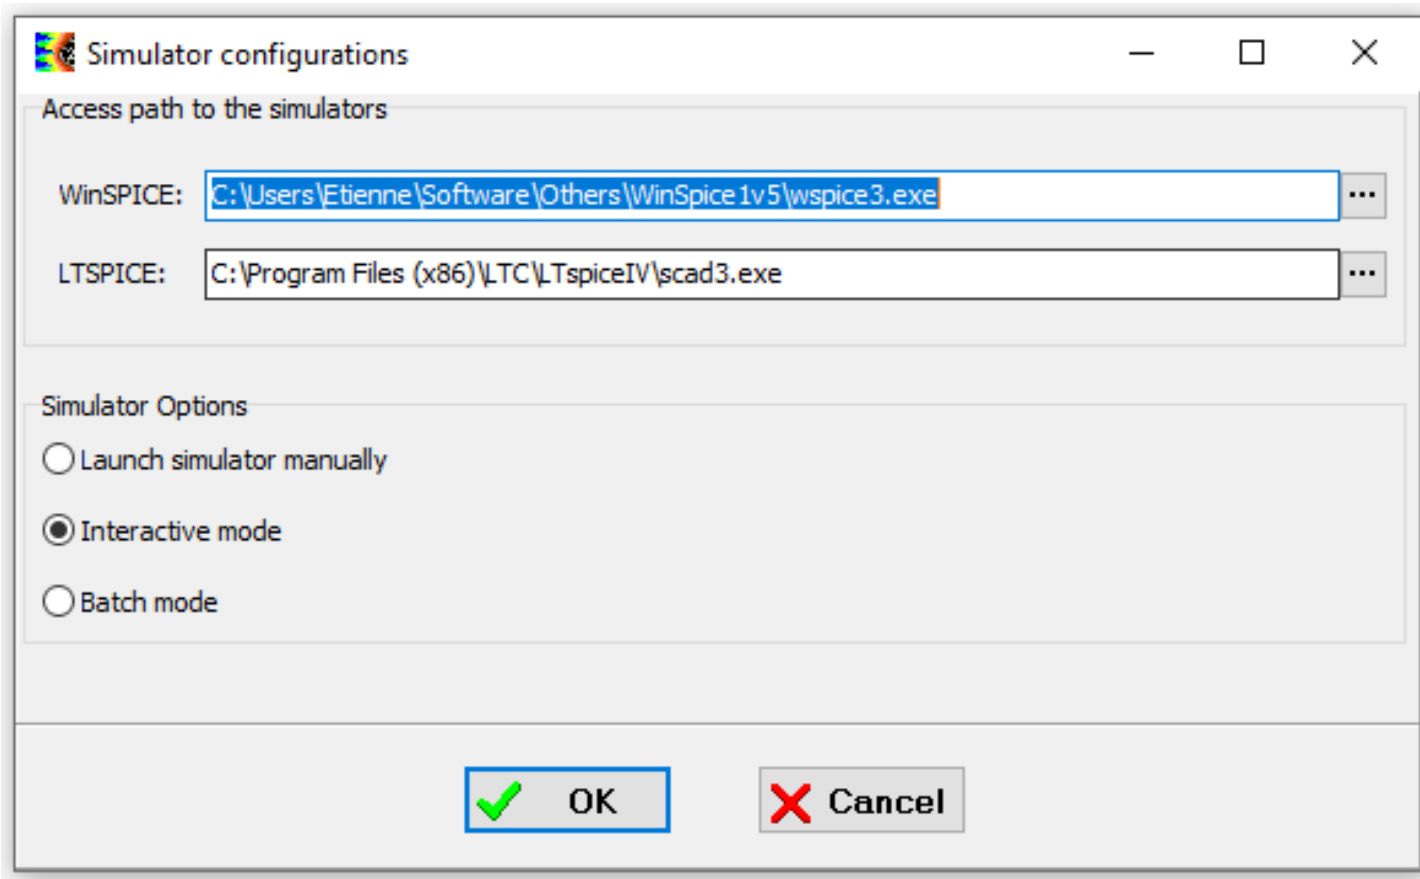 Simulator configurations
Access path to the simulators
WinSPICE: C:\Users\Etienne\Software\Others\WinSpice1v5\wspice3.exe ...
LTSPICE: C:\Program Files (x86)\LTC\LTspiceIV\scad3.exe ...
Simulator Options
Launch simulator manually
Interactive mode
Batch mode
OK Cancel